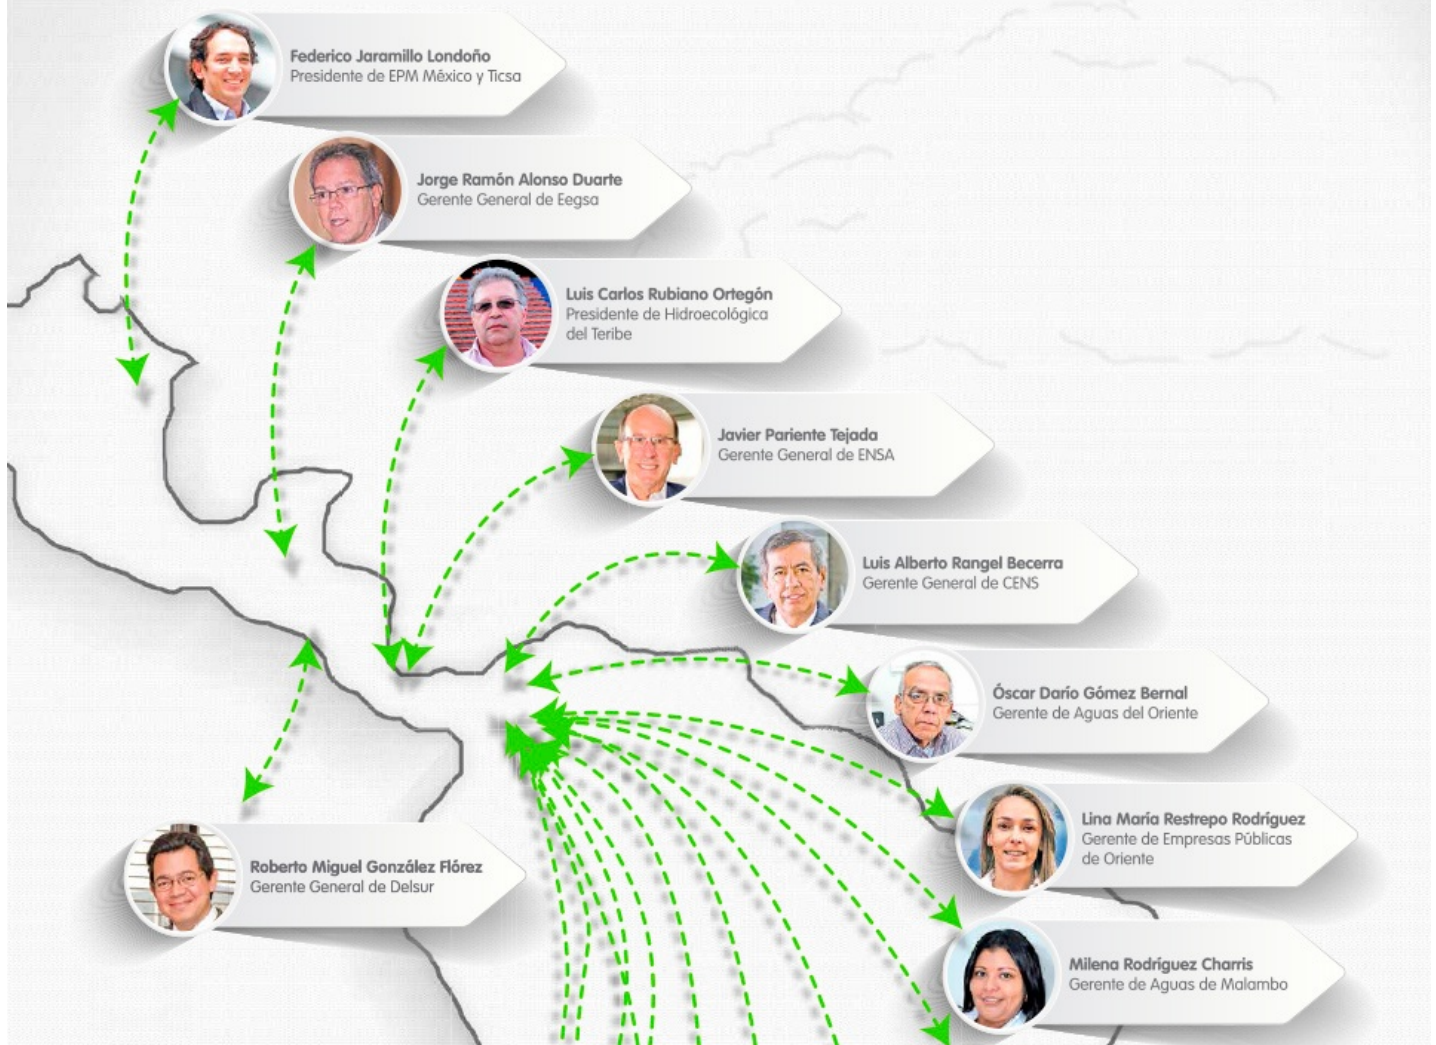 Federico Jaramillo Londoño
Presidente de EPM México y Ticsa
Jorge Ramón Alonso Duarte
Gerente General de Eegsa
Luis Carlos Rubiano Ortegón
Presidente de Hidroecológica
del Teribe
Javier Pariente Tejada
Gerente General de ENSA
Luis Alberto Rangel Becerra
Gerente General de CENS
Óscar Darío Gómez Bernal
Gerente de Aguas del Oriente
Lina María Restrepo Rodríguez
Gerente de Empresas Públicas
de Oriente
Roberto Miguel González Flórez
Gerente General de Delsur
Milena Rodríguez Charris
Gerente de Aguas de Malambo